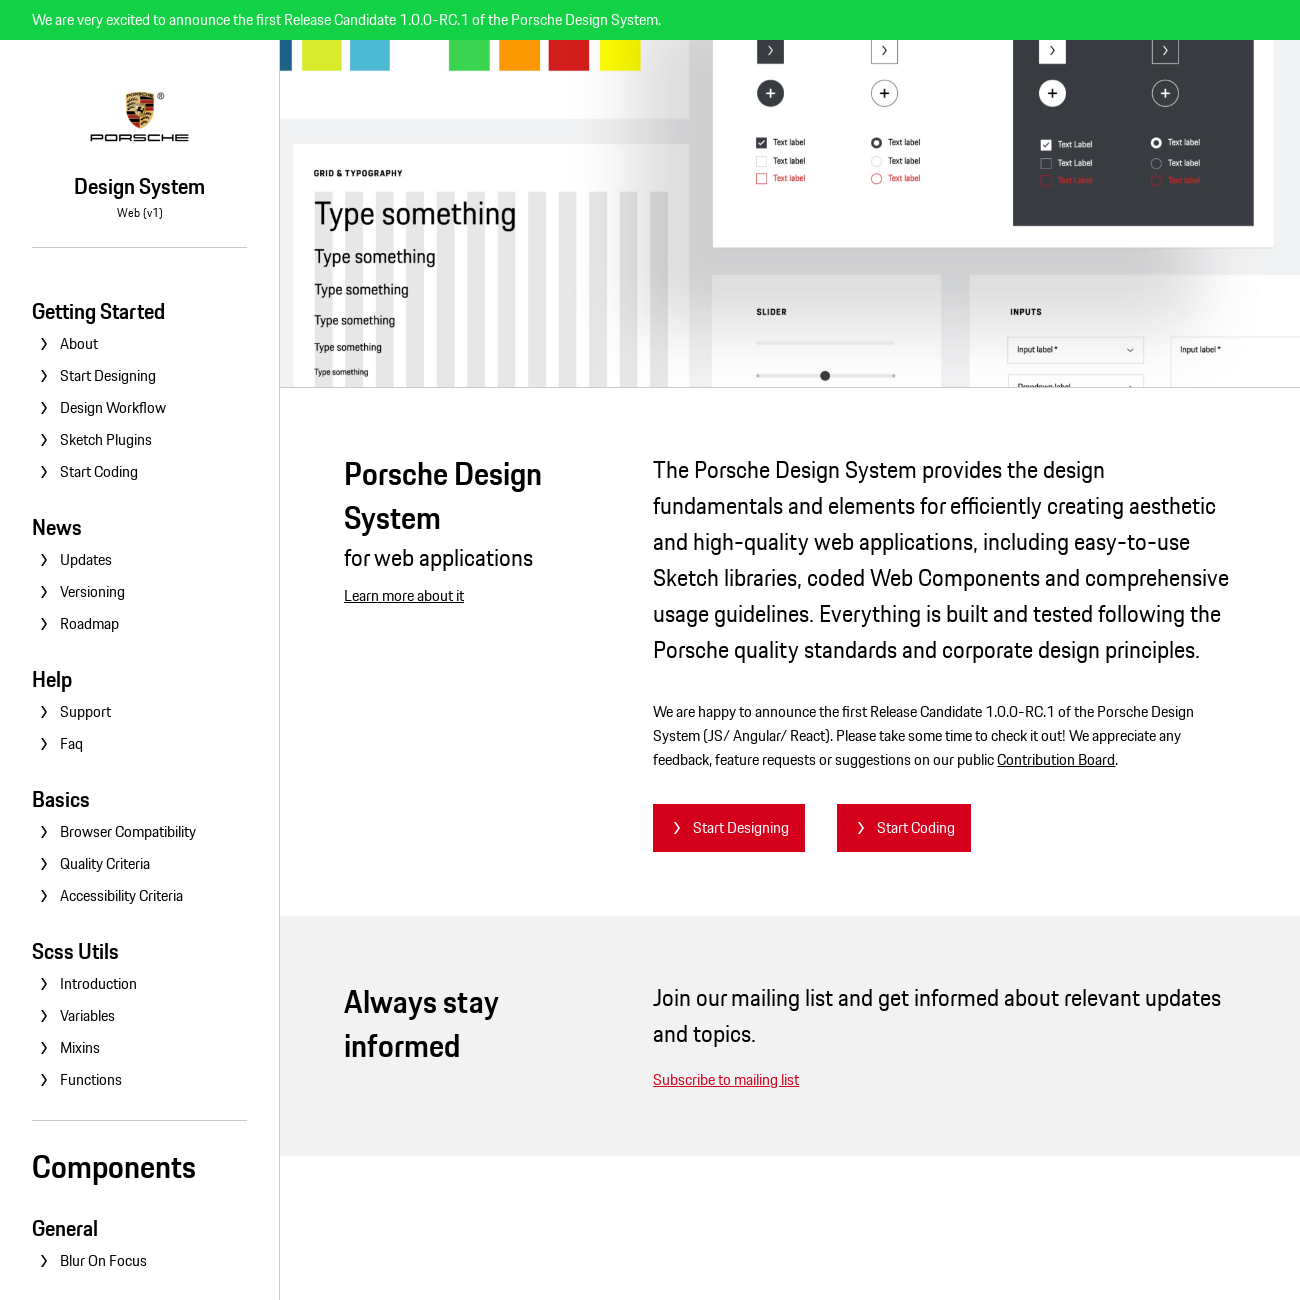 We are very excited to announce the first Release Candidate 1.0.0-RC.1 of the Porsche Design System.
PORSCHE
®
PORSCHE
Design System
Web (v1)
Getting Started
About
Start Designing
Design Workflow
Sketch Plugins
Start Coding
News
Updates
Versioning
Roadmap
Help
Support
Faq
Basics
Browser Compatibility
Quality Criteria
Accessibility Criteria
Scss Utils
Introduction
Variables
Mixins
Functions
Components
General
Blur On Focus
GRID & TYPOGRAPHY
Type something
Type something
Type something
Type something
Type something
Type something
Text label
Text label
Text label
Text label
Text label
Text label
Text Label
Text Label
Text Label
Text Label
Text Label
Text Label
SLIDER
INPUTS
Input label *
Input label *
Dropdown label
Porsche Design
System
for web applications
Learn more about it
The Porsche Design System provides the design
fundamentals and elements for efficiently creating aesthetic
and high-quality web applications, including easy-to-use
Sketch libraries, coded Web Components and comprehensive
usage guidelines. Everything is built and tested following the
Porsche quality standards and corporate design principles.
We are happy to announce the first Release Candidate 1.0.0-RC.1 of the Porsche Design
System (JS/ Angular/ React). Please take some time to check it out! We appreciate any
feedback, feature requests or suggestions on our public Contribution Board.
Start Designing
Start Coding
Always stay
informed
Join our mailing list and get informed about relevant updates
and topics.
Subscribe to mailing list